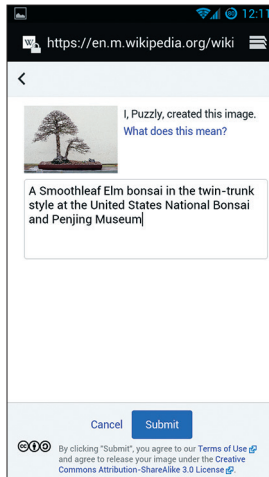 12:11
https://en.m.wikipedia.org/wiki
I, Puzzly, created this image.
What does this mean?
A Smoothleaf Elm bonsai in the twin-trunk
style at the United States National Bonsai
and Penjing Museum
Cancel
Submit
By clicking "Submit", you agree to our Terms of Use
and agree to release your image under the Creative
Commons Attribution-ShareAlike 3.0 License